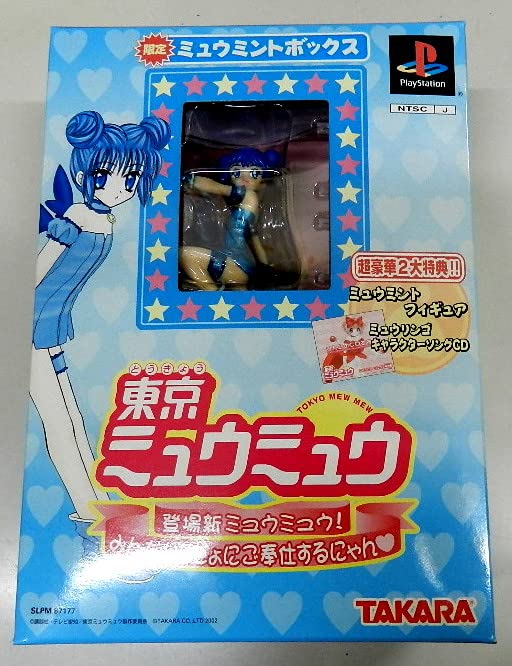 限定 ミュウミントボックス
PlayStation
NTSC J
超豪華2大特典!!
ミュウミント
フィギュア
ミュウリンゴ
キャラクターソングCD
とうきょう
東京
TOKYO MEW MEW
ミュウミュウ
登場新ミュウミュウ!
ご奉仕するにゃん♥
SLPM 87177
©TAKARA CO.,LTD 2002
TAKARA